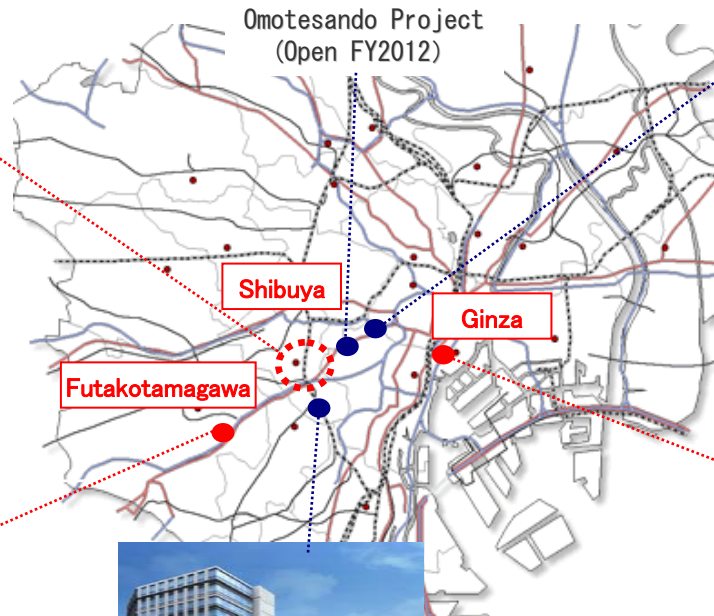 Omotesando Project
(Open FY2012)
Shibuya
Ginza
Futakotamagawa